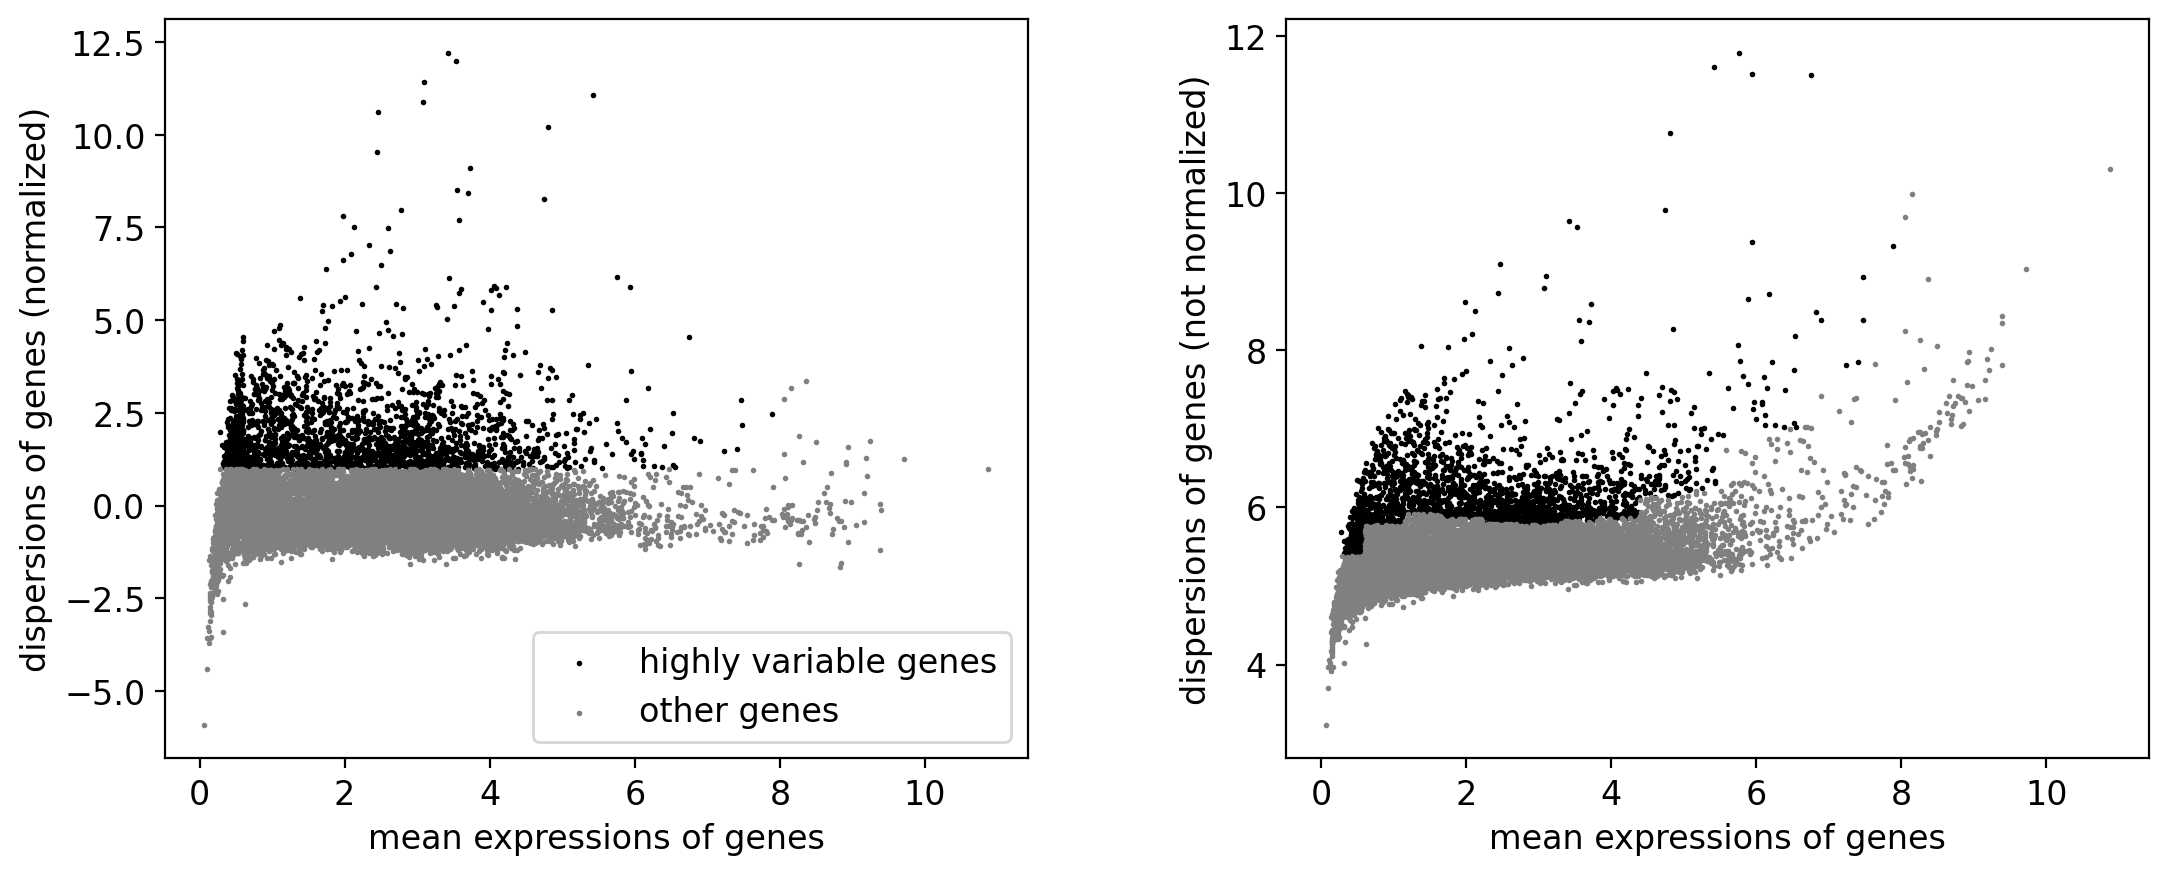 dispersions of genes (normalized)
12.5
10.0
7.5
5.0
2.5
0.0
−2.5
−5.0
0 2 4 6 8 10
mean expressions of genes
highly variable genes
other genes
dispersions of genes (not normalized)
12
10
8
6
4
0 2 4 6 8 10
mean expressions of genes